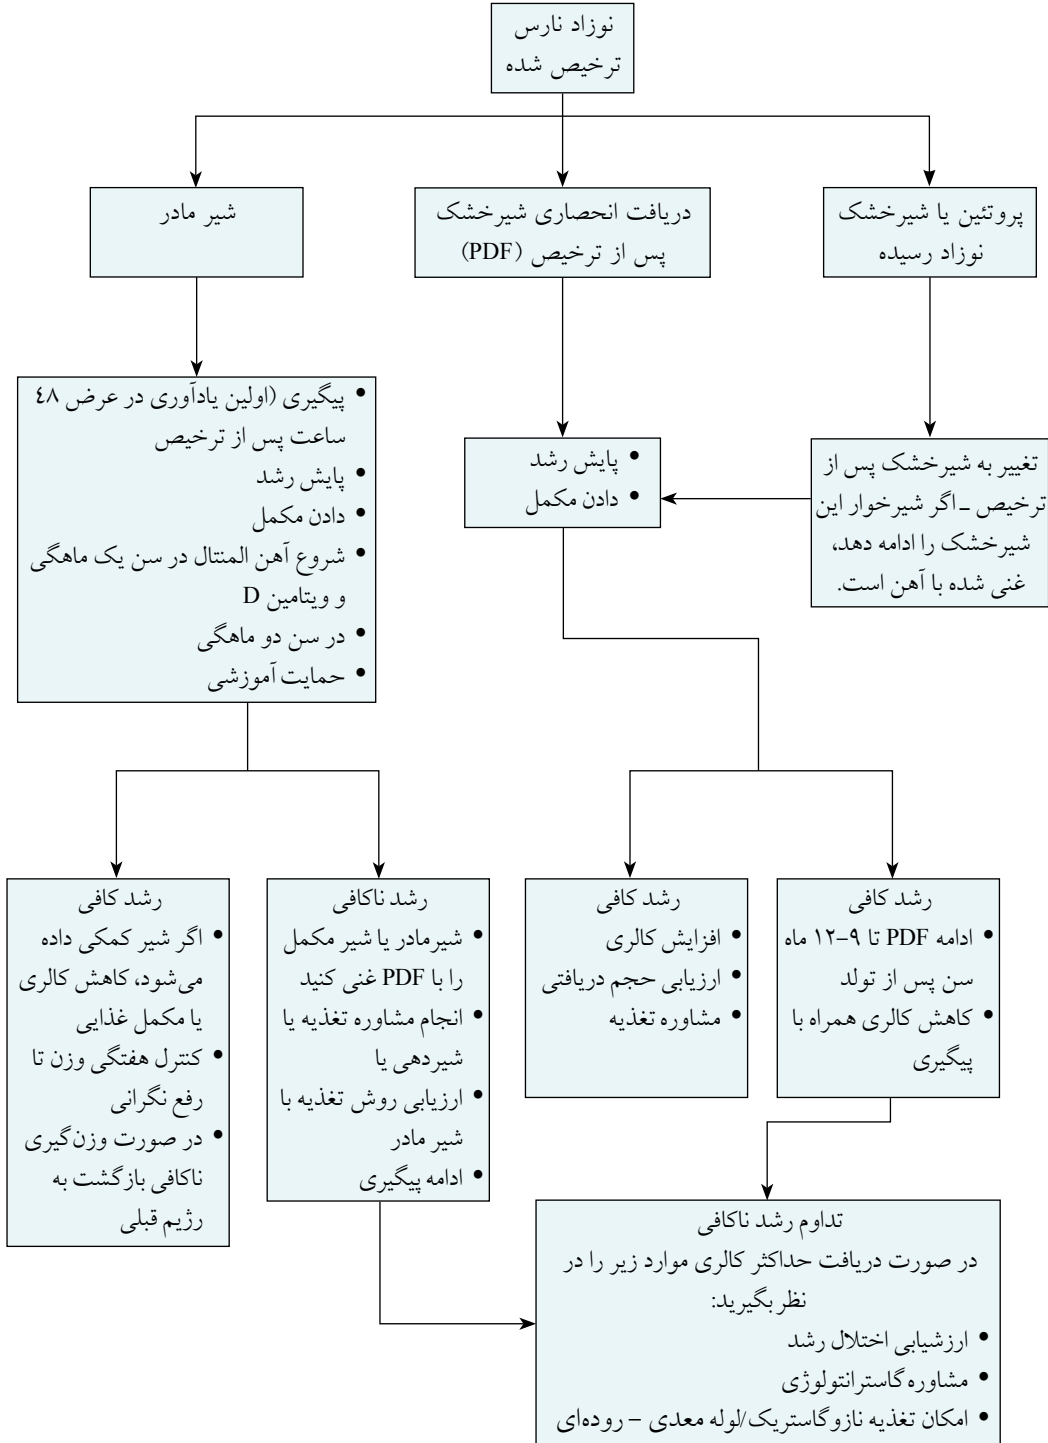 نوزاد نارس
ترخیص شده
پروتئین یا شیرخشک
نوزاد رسیده
دریافت انحصاری شیرخشک
پس از ترخیص (PDF)
شیر مادر
تغییر به شیرخشک پس از
ترخیص ـ اگر شیرخوار این
شیرخشک را ادامه دهد،
غنی شده با آهن است.
• پایش رشد
• دادن مکمل
• پیگیری (اولین یادآوری در عرض ٤٨
ساعت پس از ترخیص
• پایش رشد
• دادن مکمل
• شروع آهن المنتال در سن یک ماهگی
و ویتامین D
• در سن دو ماهگی
• حمایت آموزشی
رشد کافی
• ادامه PDF تا ۹–۱۲ ماه
سن پس از تولد
• کاهش کالری همراه با
پیگیری
رشد کافی
• افزایش کالری
• ارزیابی حجم دریافتی
• مشاوره تغذیه
رشد ناکافی
• شیرمادر یا شیر مکمل
را با PDF غنی کنید
• انجام مشاوره تغذیه یا
شیردهی یا
• ارزیابی روش تغذیه با
شیر مادر
• ادامه پیگیری
رشد کافی
• اگر شیر کمکی داده
می‌شود، کاهش کالری
یا مکمل غذایی
• کنترل هفتگی وزن تا
رفع نگرانی
• در صورت وزن‌گیری
ناکافی بازگشت به
رژیم قبلی
تداوم رشد ناکافی
در صورت دریافت حداکثر کالری موارد زیر را در
نظر بگیرید:
• ارزشیابی اختلال رشد
• مشاوره گاسترانتولوژی
• امکان تغذیه نازوگاستریک/لوله معدی – روده‌ای